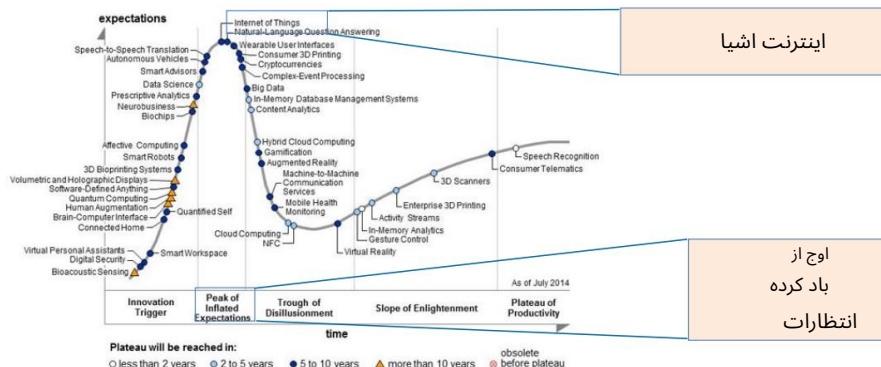 expectations
Internet of Things
Natural-Language Question Answering
Wearable User Interfaces
Consumer 3D Printing
Cryptocurrencies
Complex-Event Processing
Big Data
In-Memory Database Management Systems
Content Analytics
Speech-to-Speech Translation
Autonomous Vehicles
Smart Advisors
Data Science
Prescriptive Analytics
Neurobusiness
Biochips
Affective Computing
Smart Robots
3D Bioprinting Systems
Volumetric and Holographic Displays
Software-Defined Anything
Quantum Computing
Human Augmentation
Brain-Computer Interface
Connected Home
Quantified Self
Virtual Personal Assistants
Digital Security
Bioacoustic Sensing
Smart Workspace
Hybrid Cloud Computing
Gamification
Augmented Reality
Machine-to-Machine
Communication
Services
Mobile Health
Monitoring
Cloud Computing
NFC
Virtual Reality
Gesture Control
In-Memory Analytics
Activity Streams
Enterprise 3D Printing
3D Scanners
Consumer Telematics
Speech Recognition
As of July 2014
Innovation
Trigger
Peak of
Inflated
Expectations
Trough of
Disillusionment
Slope of Enlightenment
Plateau of
Productivity
time
Plateau will be reached in:
less than 2 years
2 to 5 years
5 to 10 years
more than 10 years
obsolete
before plateau
اینترنت اشیا
اوج از
باد کرده
انتظارات